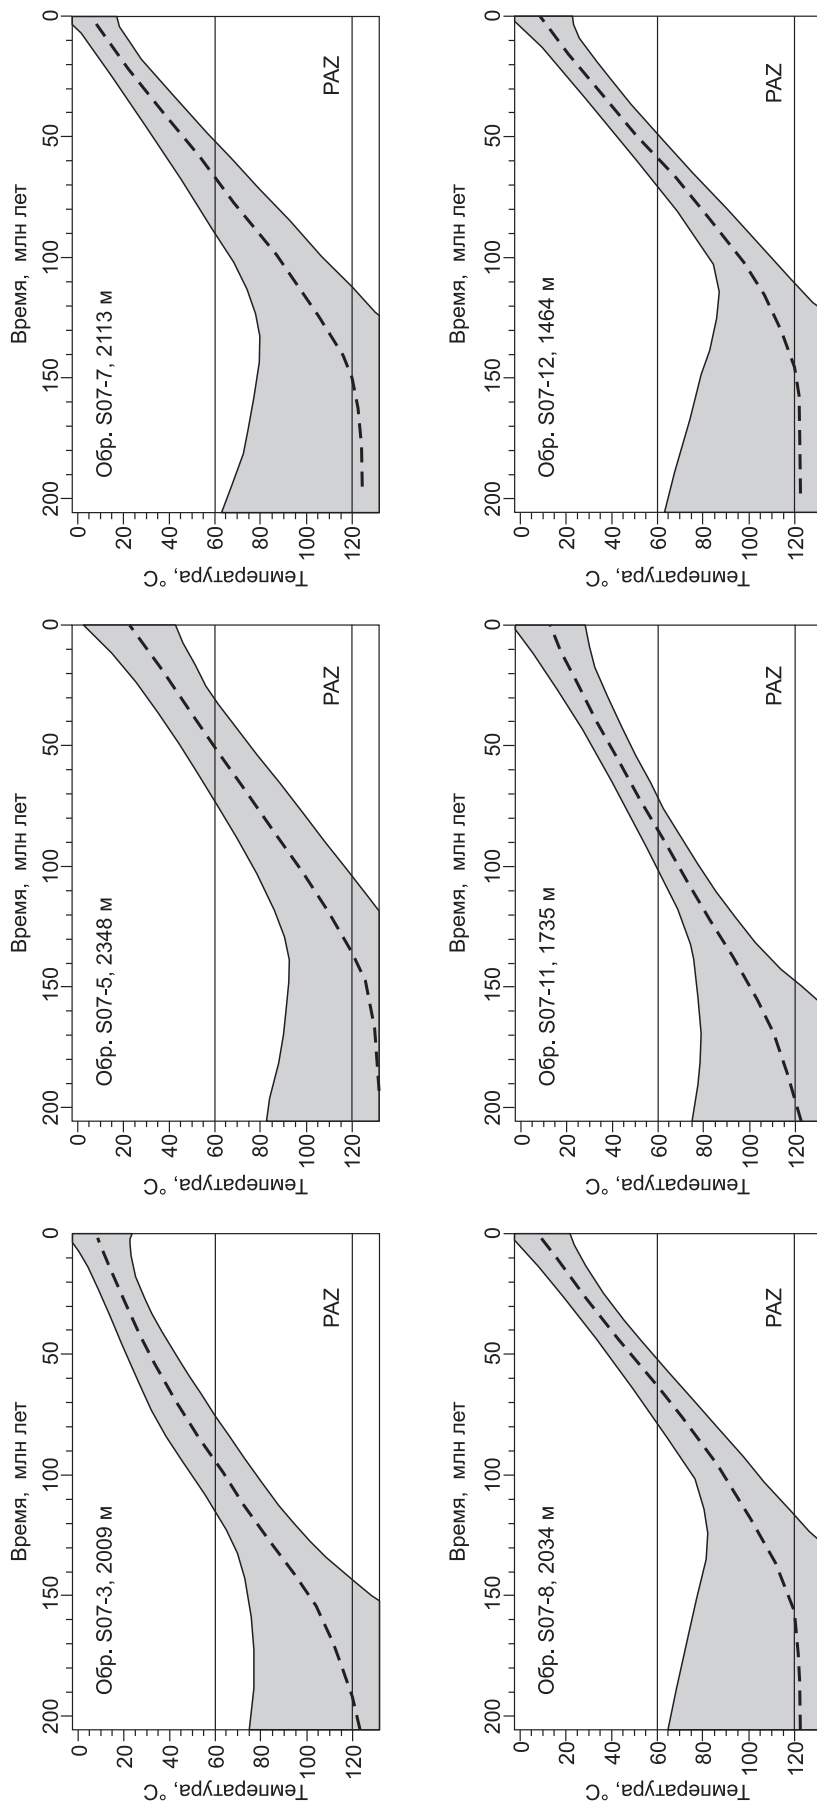 Время, млн лет
200 150 100 50 0
Обр. S07-3, 2009 м
Температура, °C
0
20
40
60
80
100
120
PAZ
Время, млн лет
200 150 100 50 0
Обр. S07-5, 2348 м
Температура, °C
0
20
40
60
80
100
120
PAZ
Время, млн лет
200 150 100 50 0
Обр. S07-7, 2113 м
Температура, °C
0
20
40
60
80
100
120
PAZ
Время, млн лет
200 150 100 50 0
Обр. S07-8, 2034 м
Температура, °C
0
20
40
60
80
100
120
PAZ
Время, млн лет
200 150 100 50 0
Обр. S07-11, 1735 м
Температура, °C
0
20
40
60
80
100
120
PAZ
Время, млн лет
200 150 100 50 0
Обр. S07-12, 1464 м
Температура, °C
0
20
40
60
80
100
120
PAZ